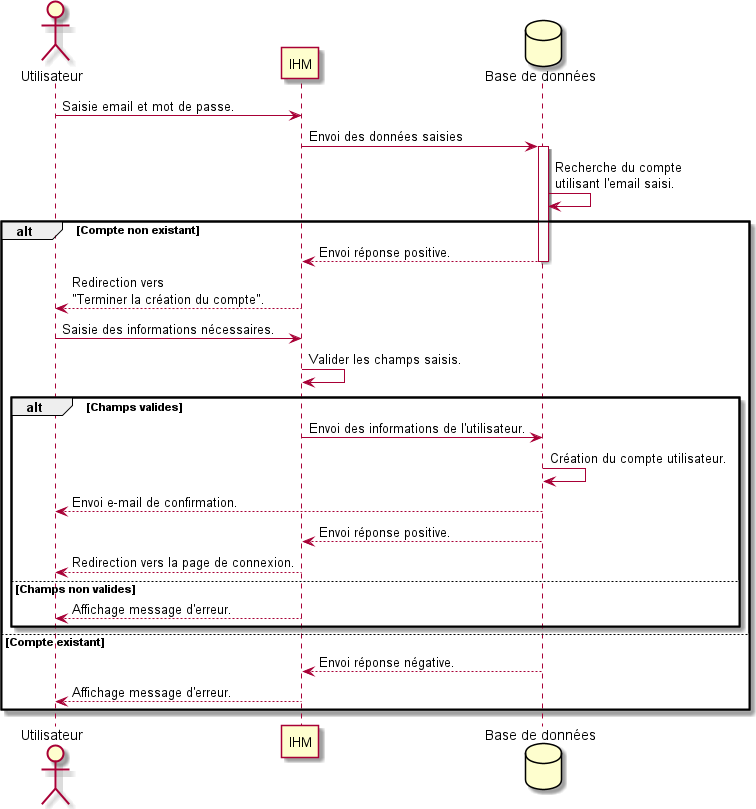 Utilisateur
IHM
Base de données
Saisie email et mot de passe.
Envoi des données saisies
Recherche du compte
utilisant l'email saisi.
alt
[Compte non existant]
Envoi réponse positive.
Redirection vers
"Terminer la création du compte".
Saisie des informations nécessaires.
Valider les champs saisis.
alt
[Champs valides]
Envoi des informations de l'utilisateur.
Création du compte utilisateur.
Envoi e-mail de confirmation.
Envoi réponse positive.
Redirection vers la page de connexion.
[Champs non valides]
Affichage message d'erreur.
[Compte existant]
Envoi réponse négative.
Affichage message d'erreur.
Utilisateur
IHM
Base de données